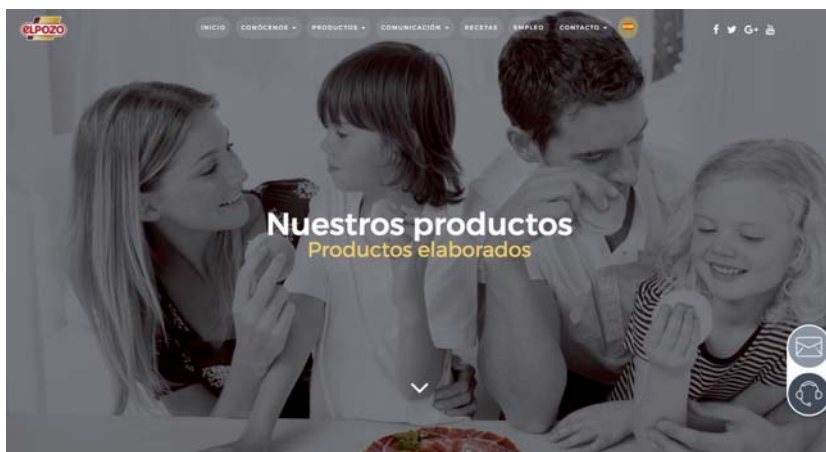 ELPOZO
INICIO CONÓCENOS PRODUCTOS COMUNICACIÓN RECETAS EMPLEO CONTACTO
Nuestros productos
Productos elaborados